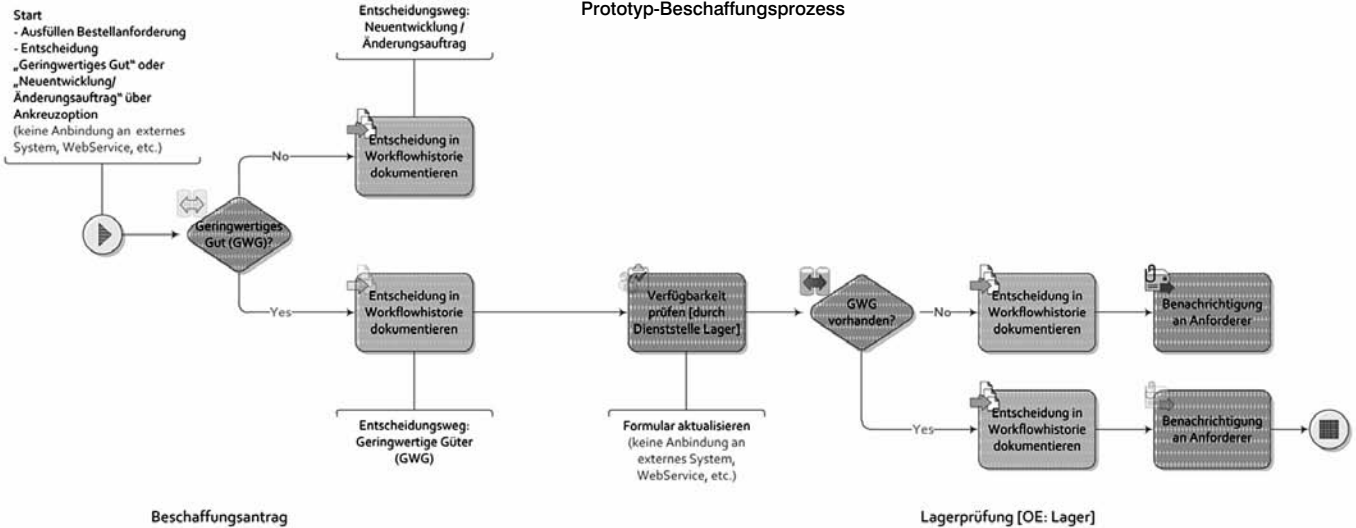 Prototyp-Beschaffungsprozess
Start
- Ausfüllen Bestellanforderung
- Entscheidung
„Geringwertiges Gut“ oder
„Neuentwicklung/
Änderungsauftrag“ über
Ankreuzoption
(keine Anbindung an externes
System, WebService, etc.)
Entscheidungsweg:
Neuentwicklung /
Änderungsauftrag
Entscheidung in
Workflowhistorie
dokumentieren
No
Geringwertiges
Gut (GWG)?
Yes
Entscheidung in
Workflowhistorie
dokumentieren
Entscheidungsweg:
Geringwertige Güter
(GWG)
Verfügbarkeit
prüfen [durch
Dienststelle Lager]
Formular aktualisieren
(keine Anbindung an
externes System,
WebService, etc.)
GWG
vorhanden?
No
Entscheidung in
Workflowhistorie
dokumentieren
Benachrichtigung
an Anforderer
Yes
Entscheidung in
Workflowhistorie
dokumentieren
Benachrichtigung
an Anforderer
Beschaffungsantrag
Lagerprüfung [OE: Lager]